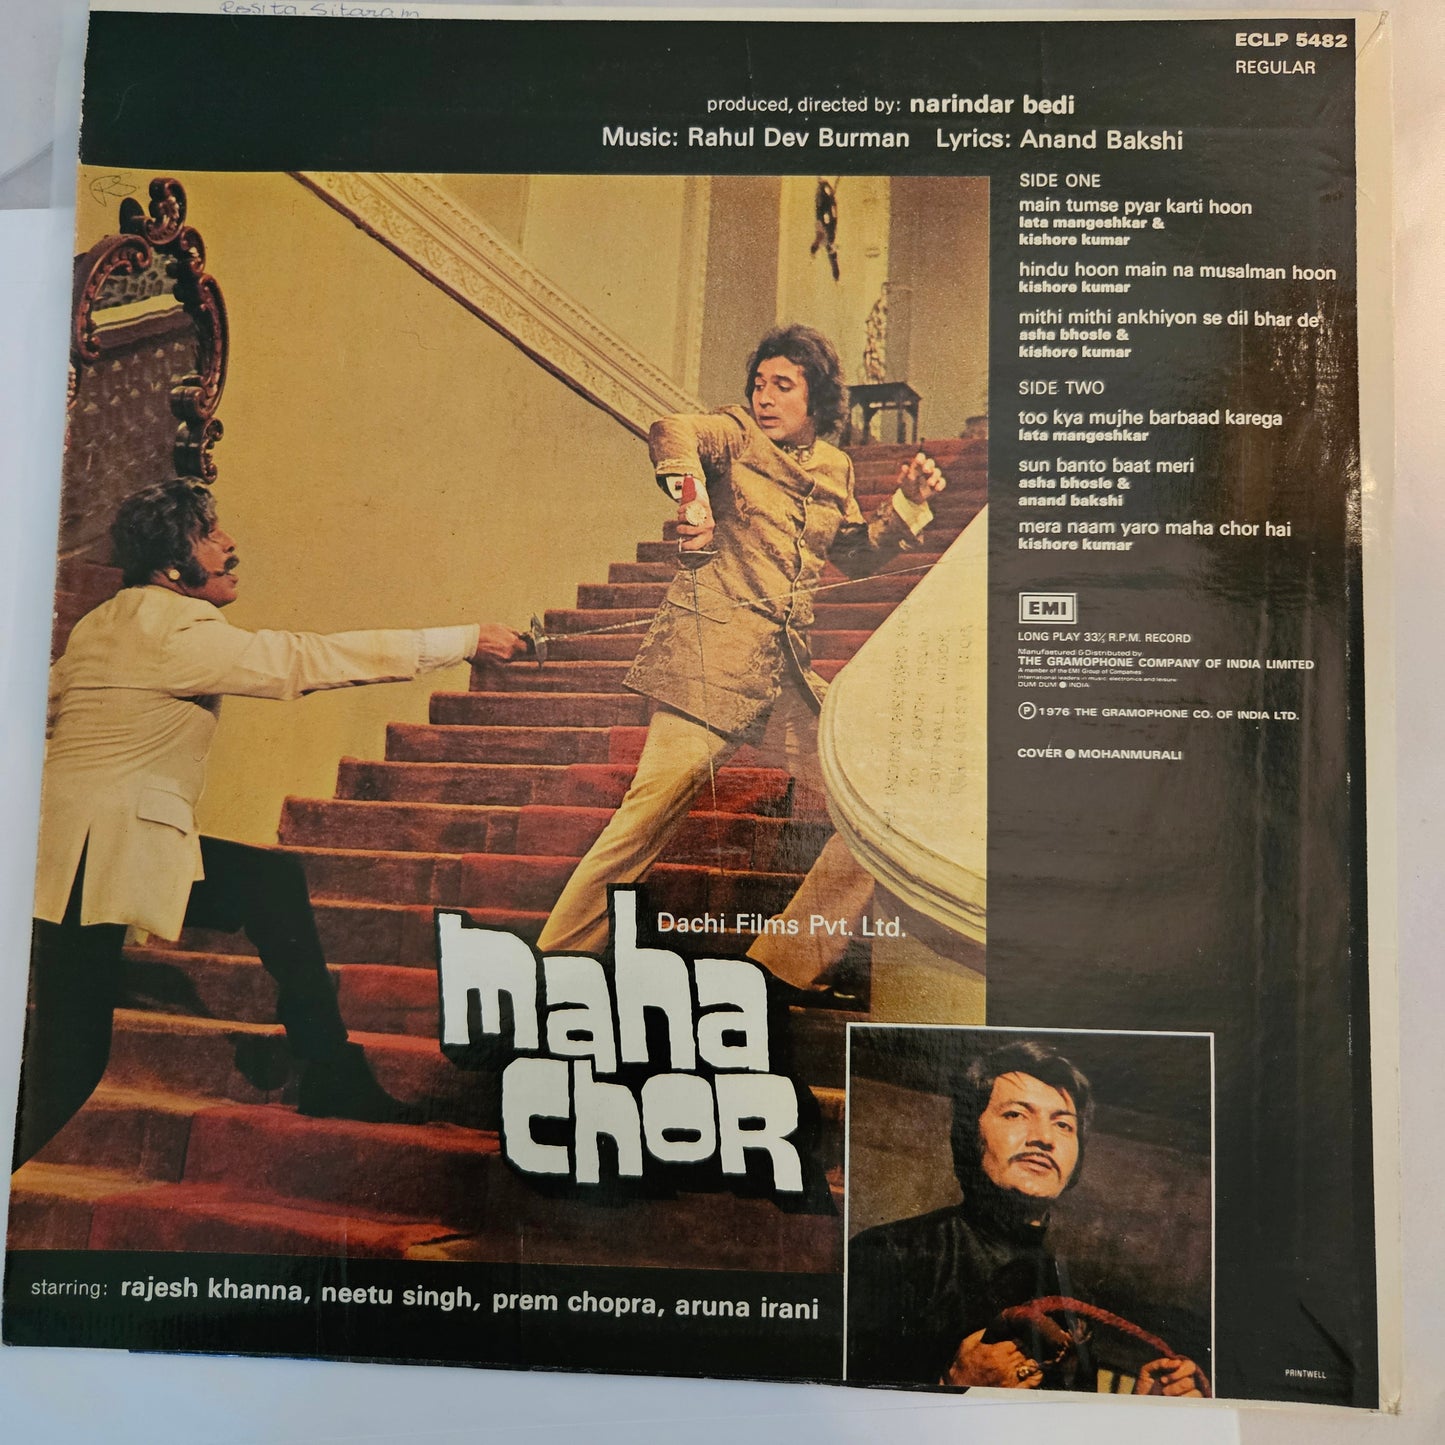 Rosita. Sitaram
ECLP 5482
REGULAR
produced, directed by: narindar bedi
Music: Rahul Dev Burman Lyrics: Anand Bakshi
SIDE ONE
main tumse pyar karti hoon
lata mangeshkar &
kishore kumar
hindu hoon main na musalman hoon
kishore kumar
mithi mithi ankhiyon se dil bhar de
asha bhosle &
kishore kumar
SIDE TWO
too kya mujhe barbaad karega
lata mangeshkar
sun banto baat meri
asha bhosle &
anand bakshi
mera naam yaro maha chor hai
kishore kumar
EMI
LONG PLAY 33⅓ R.P.M. RECORD
Manufactured & Distributed by
THE GRAMOPHONE COMPANY OF INDIA LIMITED
A member of the EMI Group of Companies
International leaders in music, electronics and leisure
DUM DUM ● INDIA
Ⓟ 1976 THE GRAMOPHONE CO. OF INDIA LTD.
COVER ● MOHANMURALI
Dachi Films Pvt. Ltd.
maha
chor
starring: rajesh khanna, neetu singh, prem chopra, aruna irani
PRINTWELL